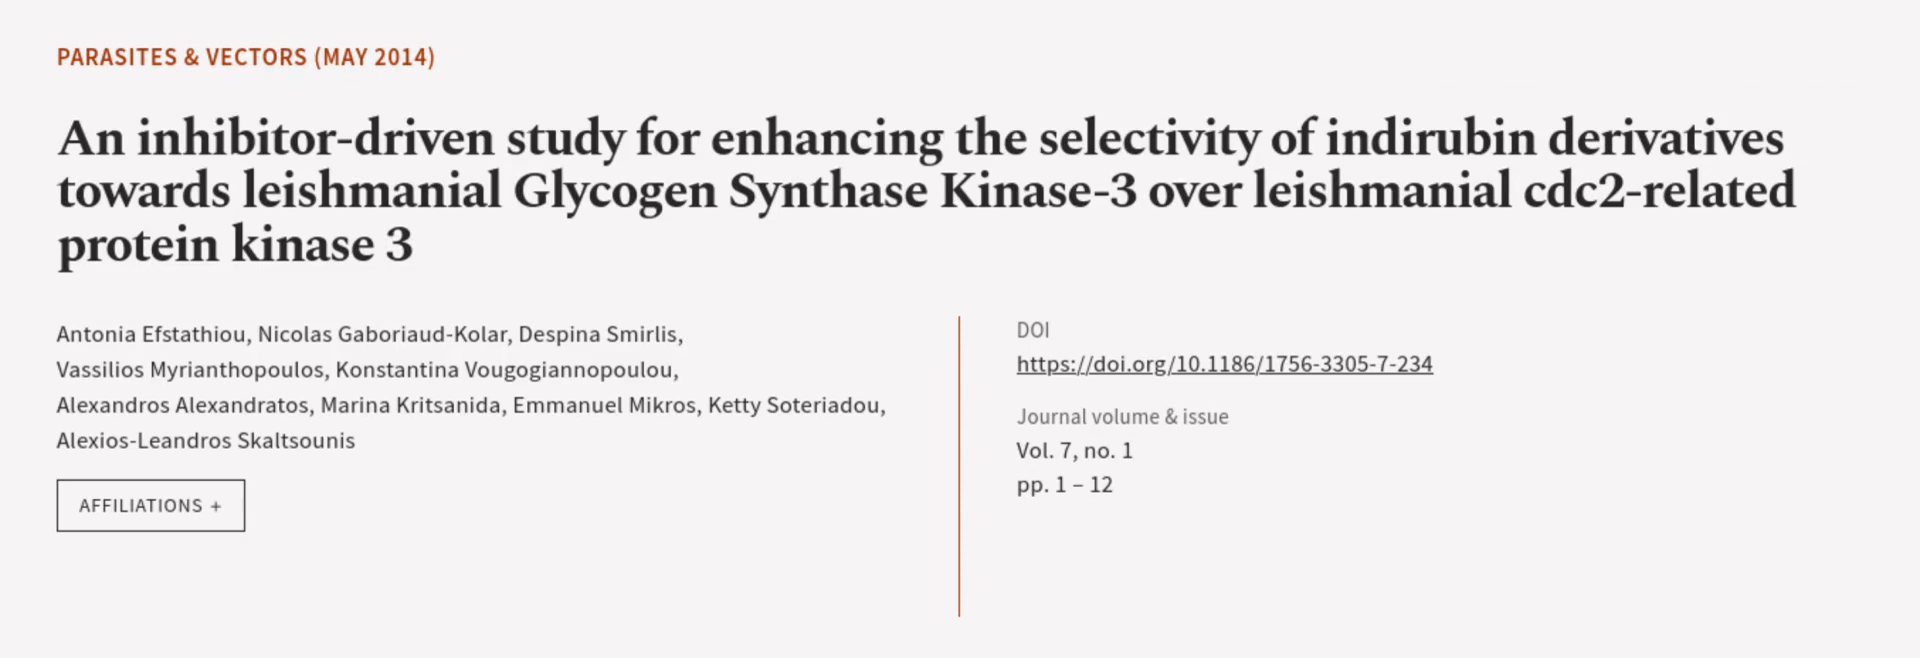 PARASITES & VECTORS (MAY 2014)
An inhibitor-driven study for enhancing the selectivity of indirubin derivatives
towards leishmanial Glycogen Synthase Kinase-3 over leishmanial cdc2-related
protein kinase 3
Antonia Efstathiou, Nicolas Gaboriaud-Kolar, Despina Smirlis,
Vassilios Myrianthopoulos, Konstantina Vougogiannopoulou,
Alexandros Alexandratos, Marina Kritsanida, Emmanuel Mikros, Ketty Soteriadou,
Alexios-Leandros Skaltsounis
AFFILIATIONS +
DOI
https://doi.org/10.1186/1756-3305-7-234
Journal volume & issue
Vol. 7, no. 1
pp. 1 – 12